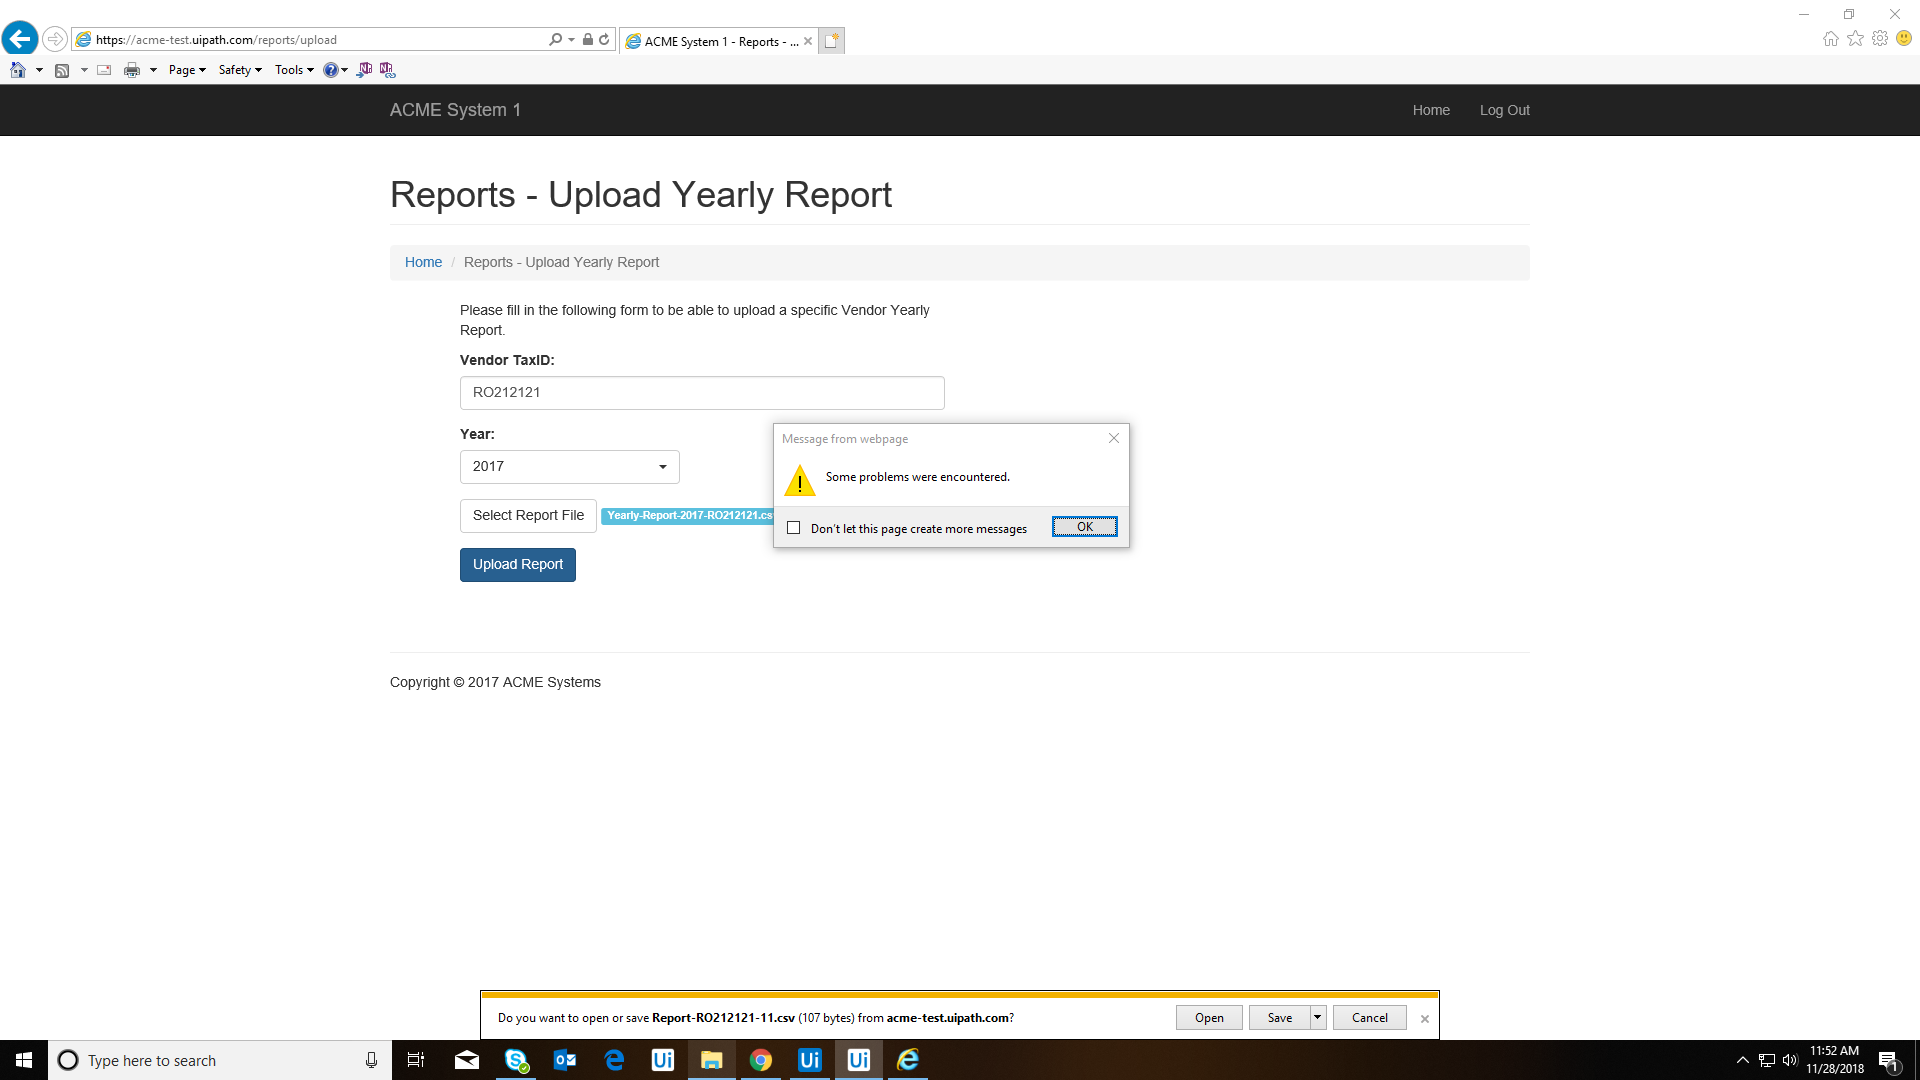 https://acme-test.uipath.com/reports/upload
ACME System 1 - Reports - ...
Page
Safety
Tools
ACME System 1
Home
Log Out
Reports - Upload Yearly Report
Home / Reports - Upload Yearly Report
Please fill in the following form to be able to upload a specific Vendor Yearly
Report.
Vendor TaxID:
RO212121
Year:
2017
Select Report File
Yearly-Report-2017-RO212121.cs
Upload Report
Message from webpage
Some problems were encountered.
Don't let this page create more messages
OK
Copyright © 2017 ACME Systems
Do you want to open or save Report-RO212121-11.csv (107 bytes) from acme-test.uipath.com?
Open
Save
Cancel
Type here to search
Ui
Ui
Ui
11:52 AM
11/28/2018
1